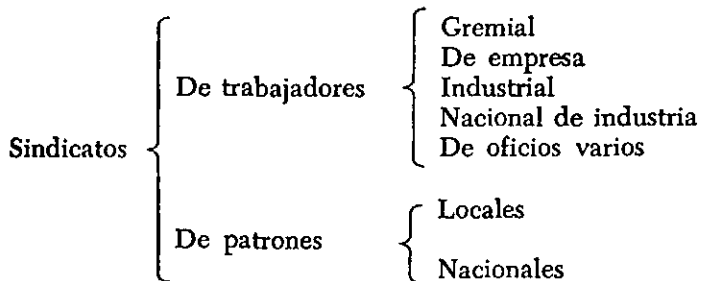 Sindicatos
De trabajadores
Gremial
De empresa
Industrial
Nacional de industria
De oficios varios
De patrones
Locales
Nacionales